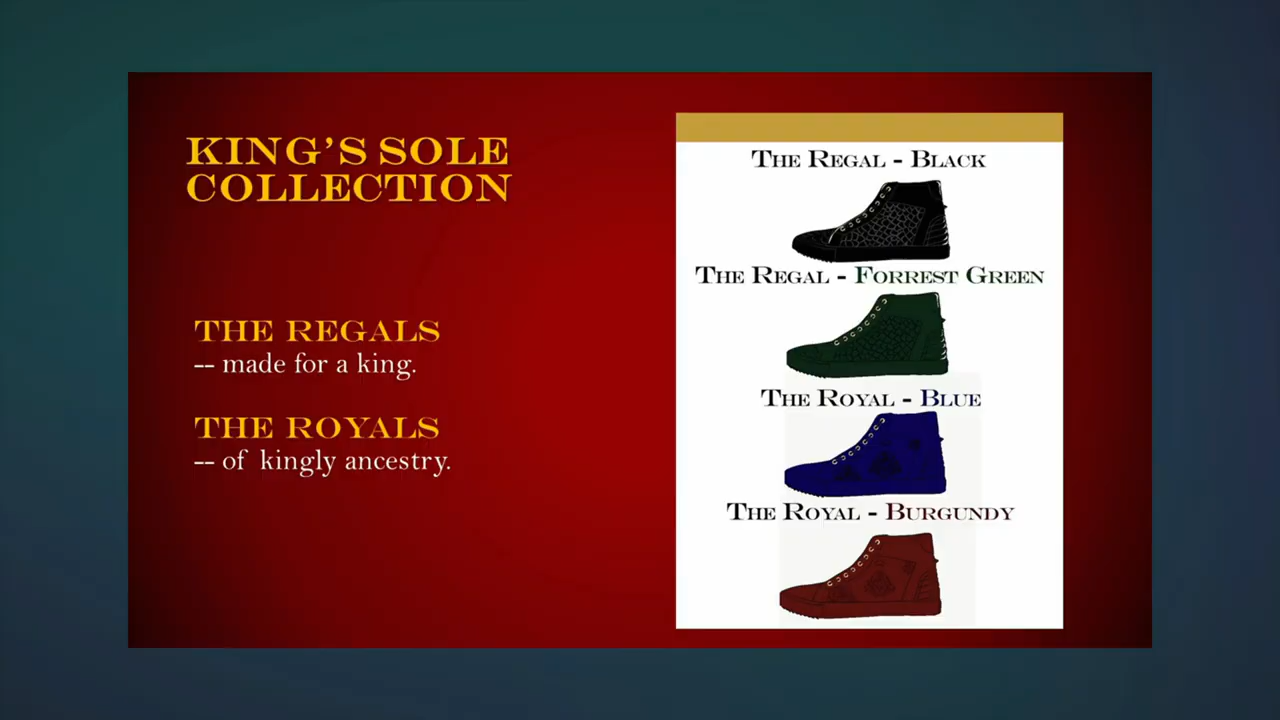 KING'S SOLE
COLLECTION
THE REGALS
-- made for a king.
THE ROYALS
-- of kingly ancestry.
THE REGAL - BLACK
THE REGAL - FORREST GREEN
THE ROYAL - BLUE
THE ROYAL - BURGUNDY